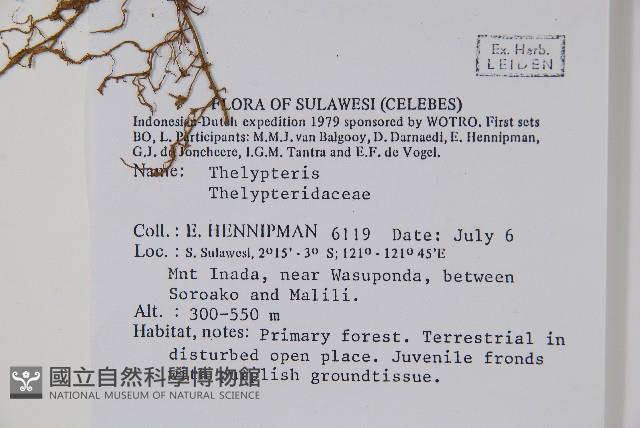 Ex. Herb.
LEIDEN
FLORA OF SULAWESI (CELEBES)
Indonesian-Dutch expedition 1979 sponsored by WOTRO. First sets
BO, L. Participants: M.M.J. van Balgooy, D. Darnaedi, E. Hennipman,
G.J. de Joncheere, I.G.M. Tantra and E.F. de Vogel.
Name: Thelypteris
Thelypteridaceae
Coll.: E. HENNIPMAN 6119 Date: July 6
Loc.: S. Sulawesi, 2º15' - 3º S; 121º - 121º 45'E
Mnt Inada, near Wasuponda, between
Soroako and Malili.
Alt. : 300-550 m
Habitat, notes: Primary forest. Terrestrial in
disturbed open place. Juvenile fronds
with purplish groundtissue.
國立自然科學博物館
NATIONAL MUSEUM OF NATURAL SCIENCE